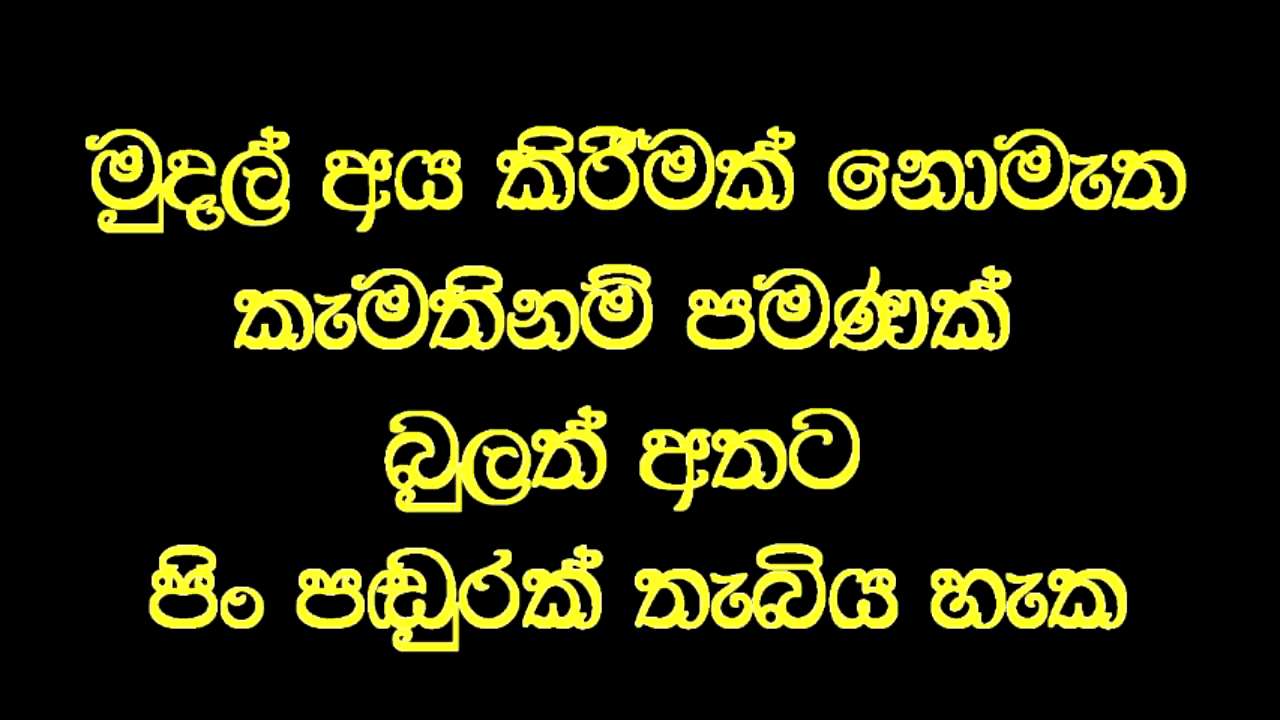 මුදල් අය කිරීමක් නොමැත
කැමතිනම් පමණක්
බුලත් අතට
පිං පඬුරක් තැබිය හැක